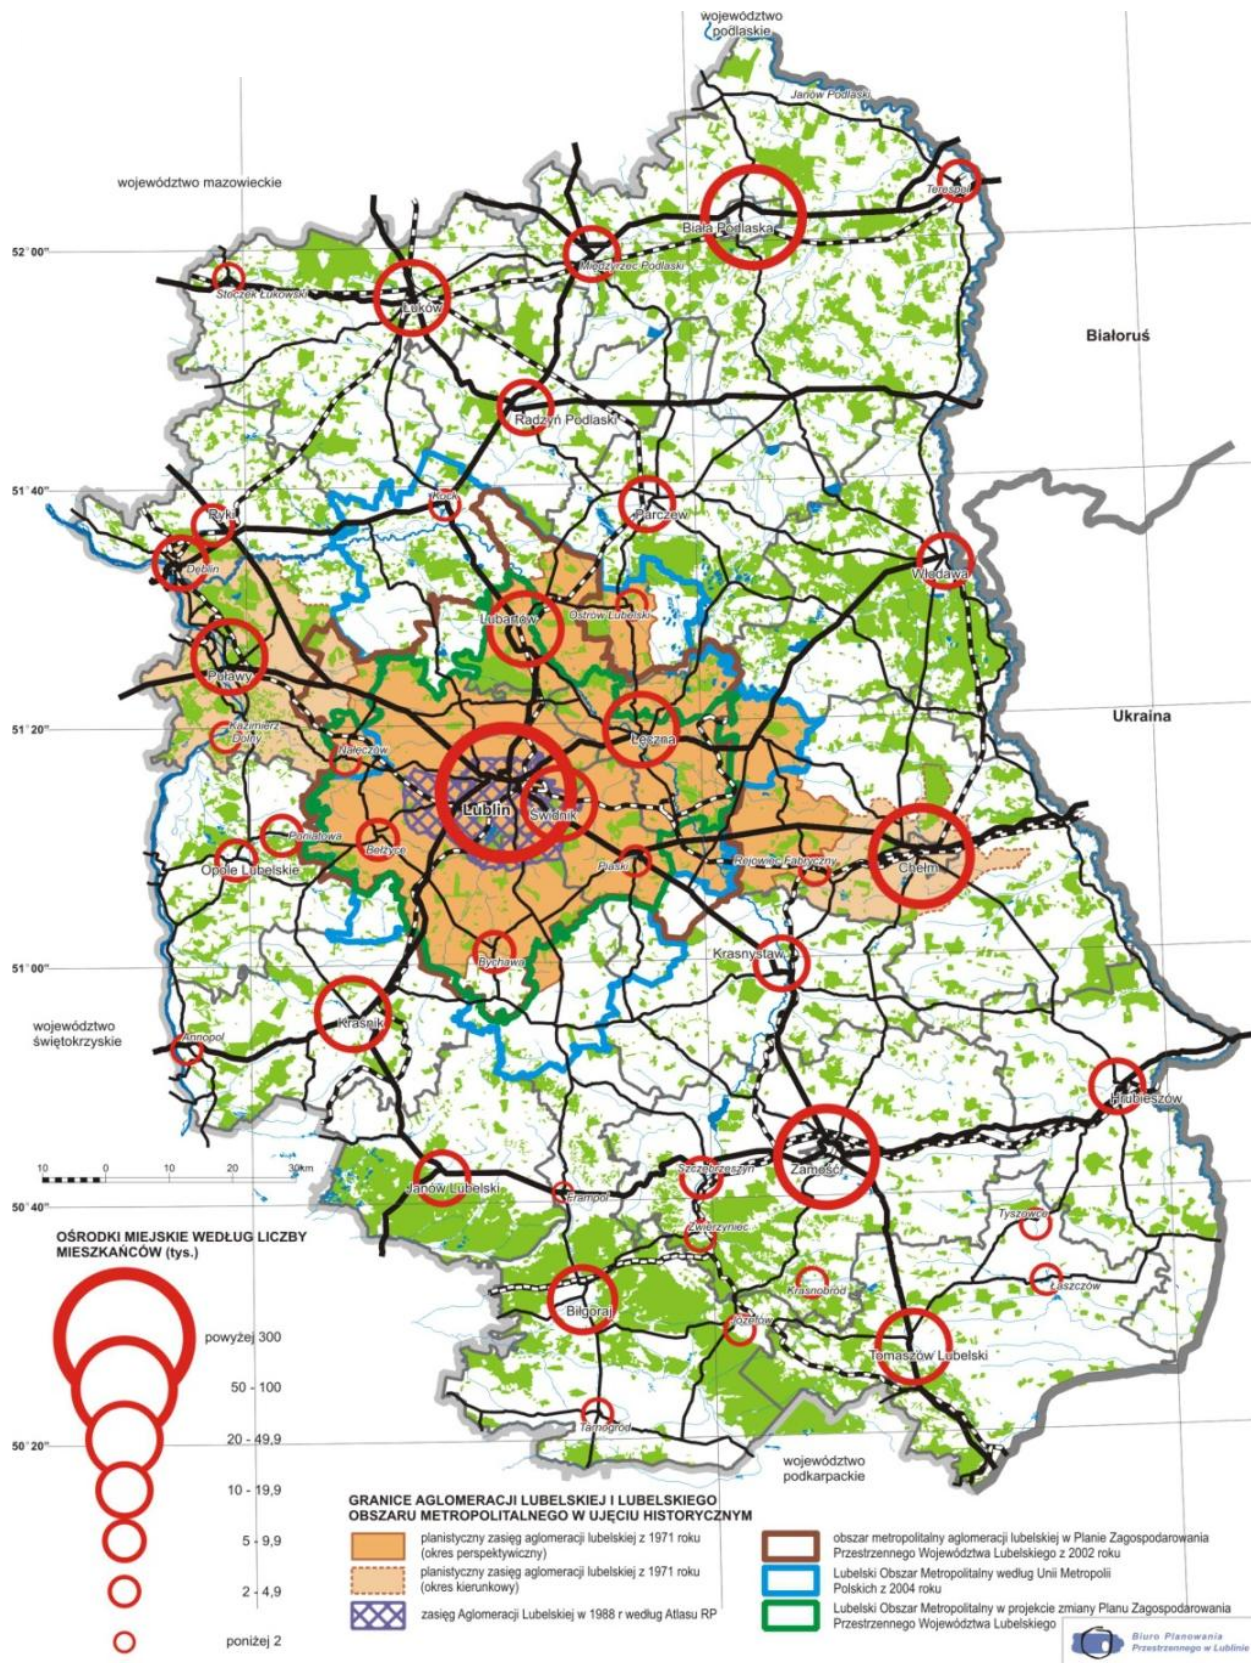 województwo
podlaskie
Janów Podlaski
województwo mazowieckie
Terespol
Biała Podlaska
52°00"
Międzyrzec Podlaski
Stoczek Łukowski
Łuków
Białoruś
Radzyń Podlaski
51°40"
Kock
Ryki
Parczew
Dęblin
Włodawa
Ostrów Lubelski
Lubartów
Puławy
Ukraina
51°20"
Kazimierz
Dolny
Nałęczów
Łęczna
Lublin
Świdnik
Poniatowa
Bełżyce
Opole Lubelskie
Piaski
Rejowiec Fabryczny
Chełm
Krasnystaw
51°00"
Bychawa
województwo
świętokrzyskie
Annopol
Kraśnik
Hrubieszów
10 0 10 20 30km
Szczebrzeszyn
Zamość
Janów Lubelski
Frampol
50°40"
Tyszowce
Zwierzyniec
OŚRODKI MIEJSKIE WEDŁUG LICZBY
MIESZKAŃCÓW (tys.)
Krasnobród
Łaszczów
Biłgoraj
Józefów
powyżej 300
Tomaszów Lubelski
50 - 100
Tarnogród
20 - 49,9
50°20"
województwo
podkarpackie
10 - 19,9
5 - 9,9
2 - 4,9
poniżej 2
GRANICE AGLOMERACJI LUBELSKIEJ I LUBELSKIEGO
OBSZARU METROPOLITALNEGO W UJĘCIU HISTORYCZNYM
planistyczny zasięg aglomeracji lubelskiej z 1971 roku
(okres perspektywiczny)
planistyczny zasięg aglomeracji lubelskiej z 1971 roku
(okres kierunkowy)
zasięg Aglomeracji Lubelskiej w 1988 r według Atlasu RP
obszar metropolitalny aglomeracji lubelskiej w Planie Zagospodarowania
Przestrzennego Województwa Lubelskiego z 2002 roku
Lubelski Obszar Metropolitalny według Unii Metropolii
Polskich z 2004 roku
Lubelski Obszar Metropolitalny w projekcie zmiany Planu Zagospodarowania
Przestrzennego Województwa Lubelskiego
Biuro Planowania
Przestrzennego w Lublinie